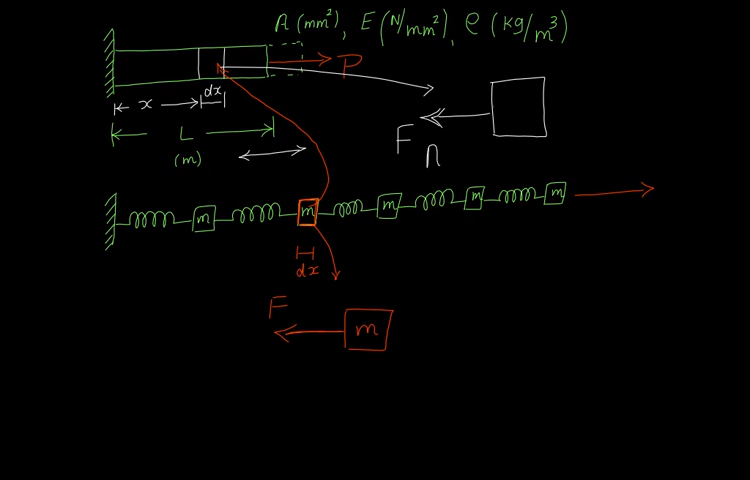 A (mm²), E (N/mm²), ρ (kg/m³)
P
x dx
L
(m)
F
m m m m m
dx
F
m